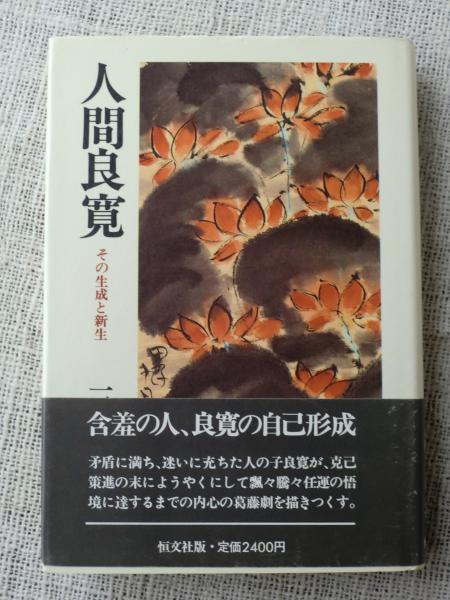 人間良寛
その生成と新生
含羞の人、良寛の自己形成
矛盾に満ち、迷いに充ちた人の子良寛が、克己
策進の末にようやくにして飄々騰々任運の悟
境に達するまでの内心の葛藤劇を描きつくす。
恒文社版・定価2400円